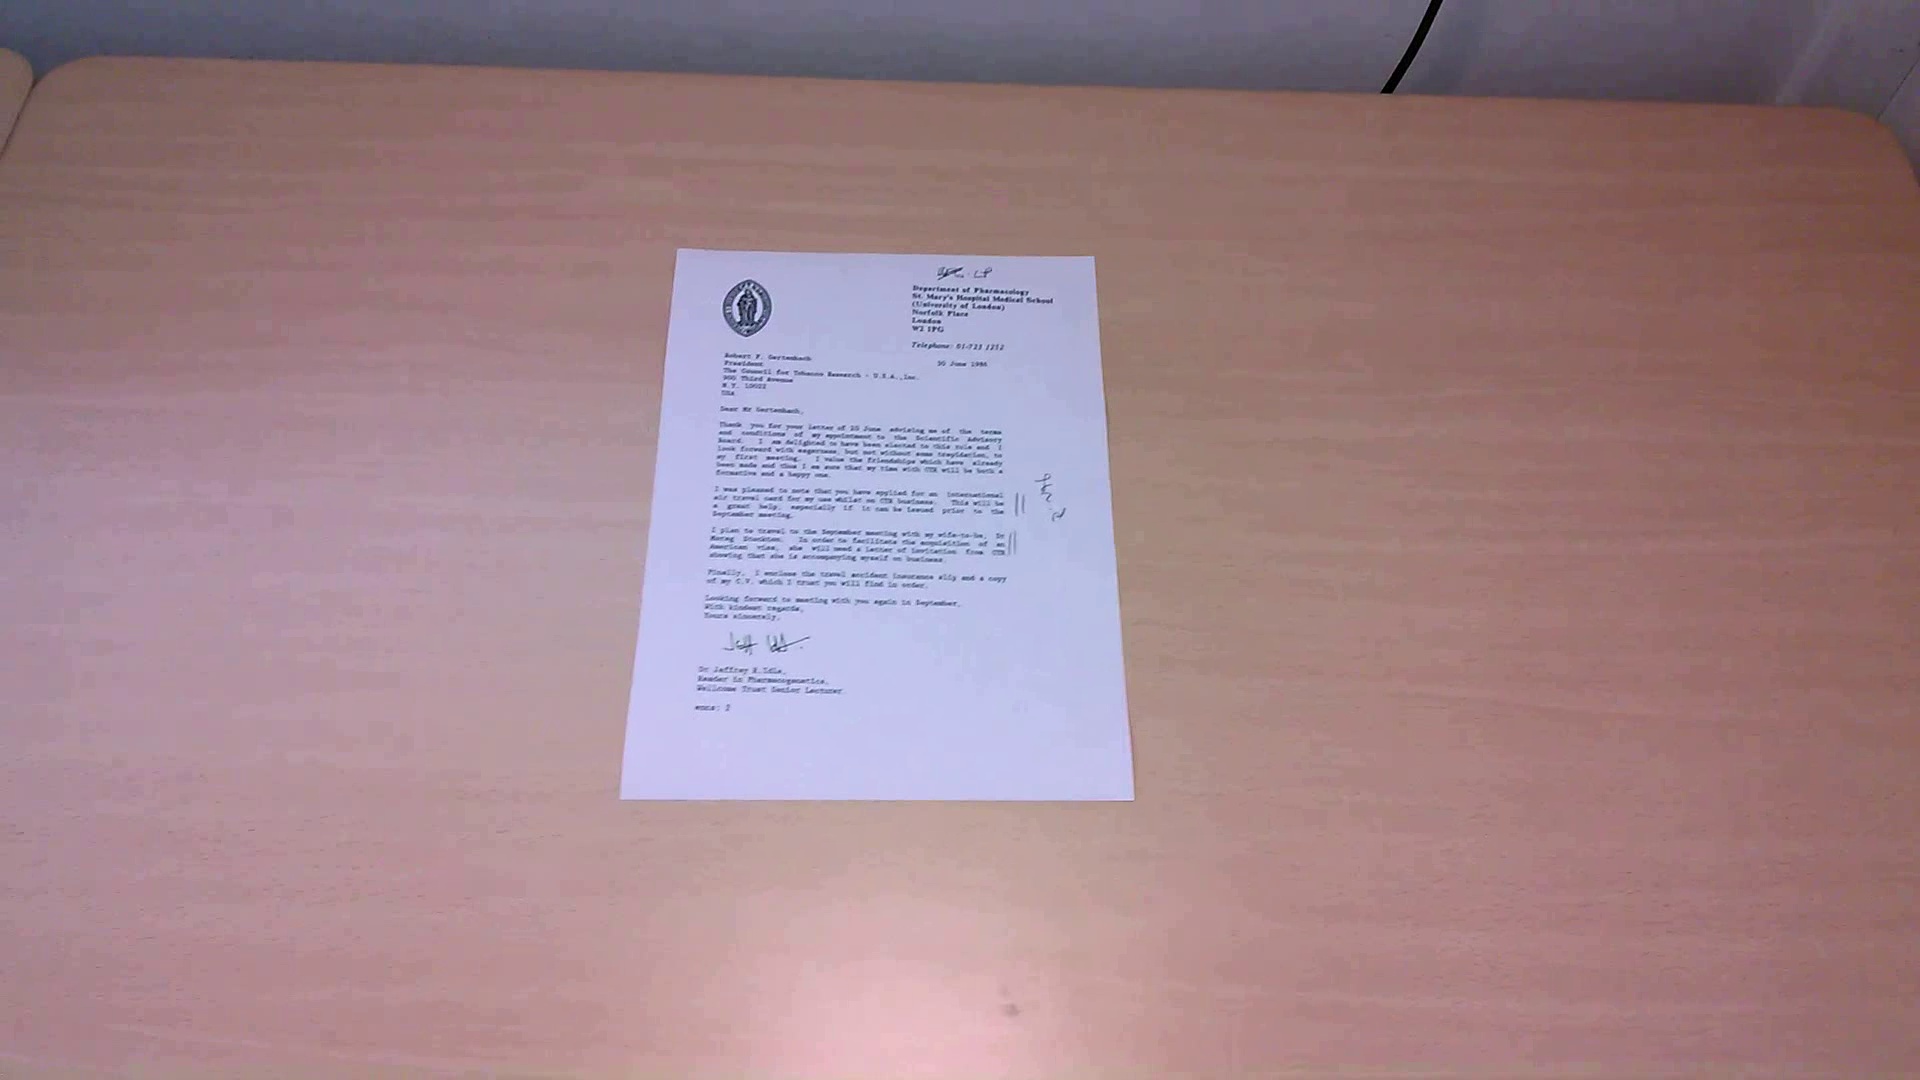 Department of Pharmacology
St. Mary's Hospital Medical School
(University of London)
Norfolk Place
London
W2 1PG
Telephone: 01-723 1252
Robert F. Gertenbach
President
The Council for Tobacco Research - U.S.A., Inc.
900 Third Avenue
N.Y. 10022
USA
30 June 1988
Dear Mr Gertenbach,
Thank you for your letter of 20 June advising me of the terms
and conditions of my appointment to the Scientific Advisory
Board. I am delighted to have been elected to this role and I
look forward with eagerness, but not without some trepidation, to
my first meeting. I value the friendships which have already
been made and thus I am sure that my time with CTR will be both a
formative and a happy one.
I was pleased to note that you have applied for an international
air travel card for my use whilst on CTR business. This will be
a great help, especially if it can be issued prior to the
September meeting.
I plan to travel to the September meeting with my wife-to-be, Dr
Morag Stockton. In order to facilitate the acquisition of an
American visa, she will need a letter of invitation from CTR
showing that she is accompanying myself on business.
Finally, I enclose the travel accident insurance slip and a copy
of my C.V. which I trust you will find in order.
Looking forward to meeting with you again in September.
With kindest regards,
Yours sincerely,
Dr Jeffrey R. Idle,
Reader in Pharmacogenetics,
Wellcome Trust Senior Lecturer
encs: 2